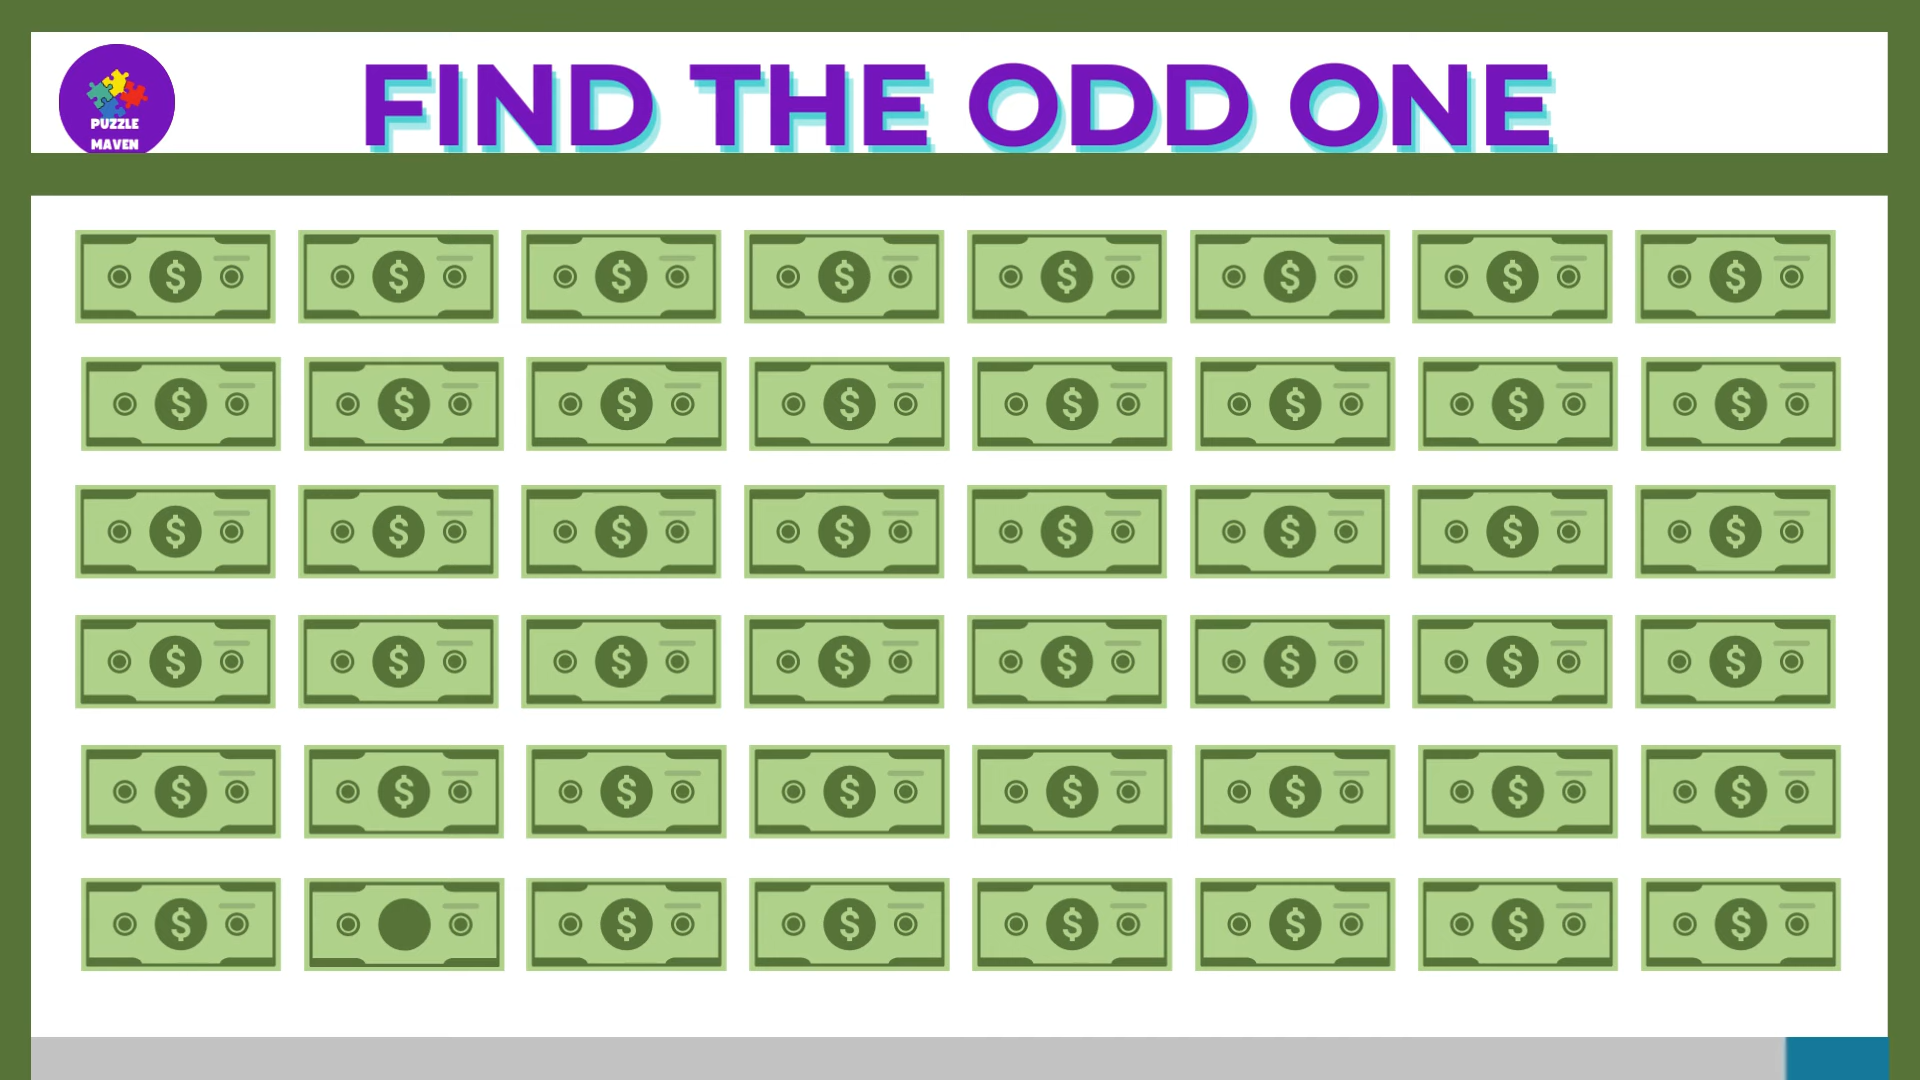 PUZZLE
MAVEN
FIND THE ODD ONE
$ $ $ $ $ $ $ $
$ $ $ $ $ $ $ $
$ $ $ $ $ $ $ $
$ $ $ $ $ $ $ $
$ $ $ $ $ $ $ $
$ $ $ $ $ $ $